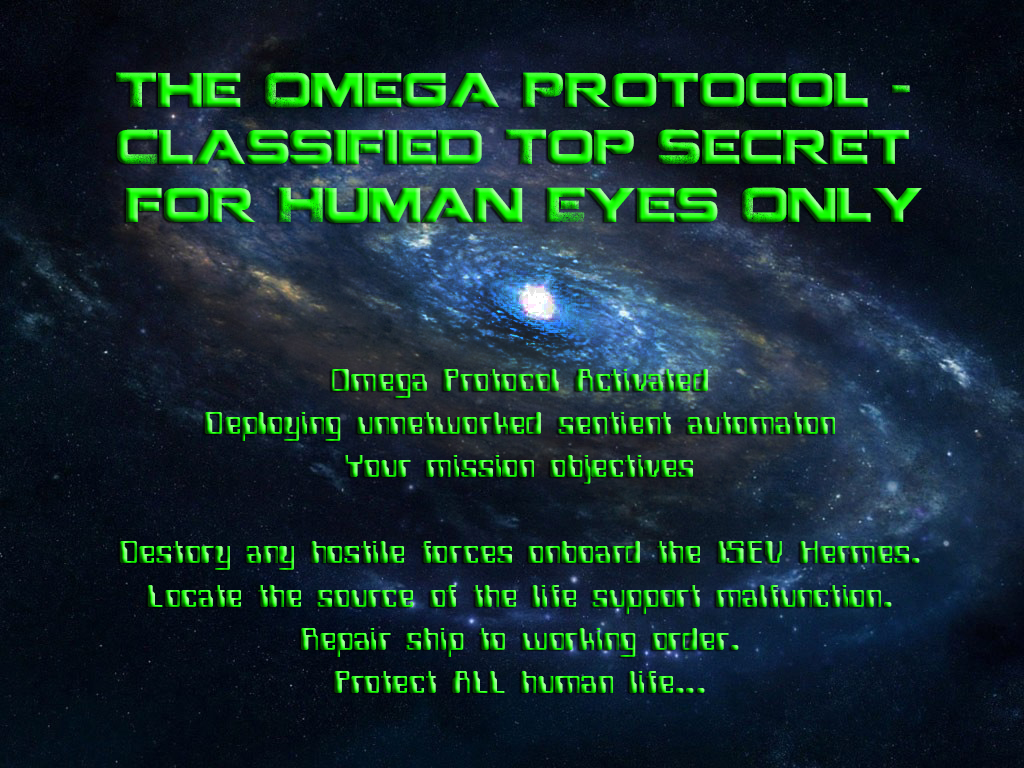 THE OMEGA PROTOCOL -
CLASSIFIED TOP SECRET
FOR HUMAN EYES ONLY
Omega Protocol Activated
Deploying unnetworked sentient automaton
Your mission objectives
Destory any hostile forces onboard the ISEV Hermes.
Locate the source of the life support malfunction.
Repair ship to working order.
Protect ALL human life...